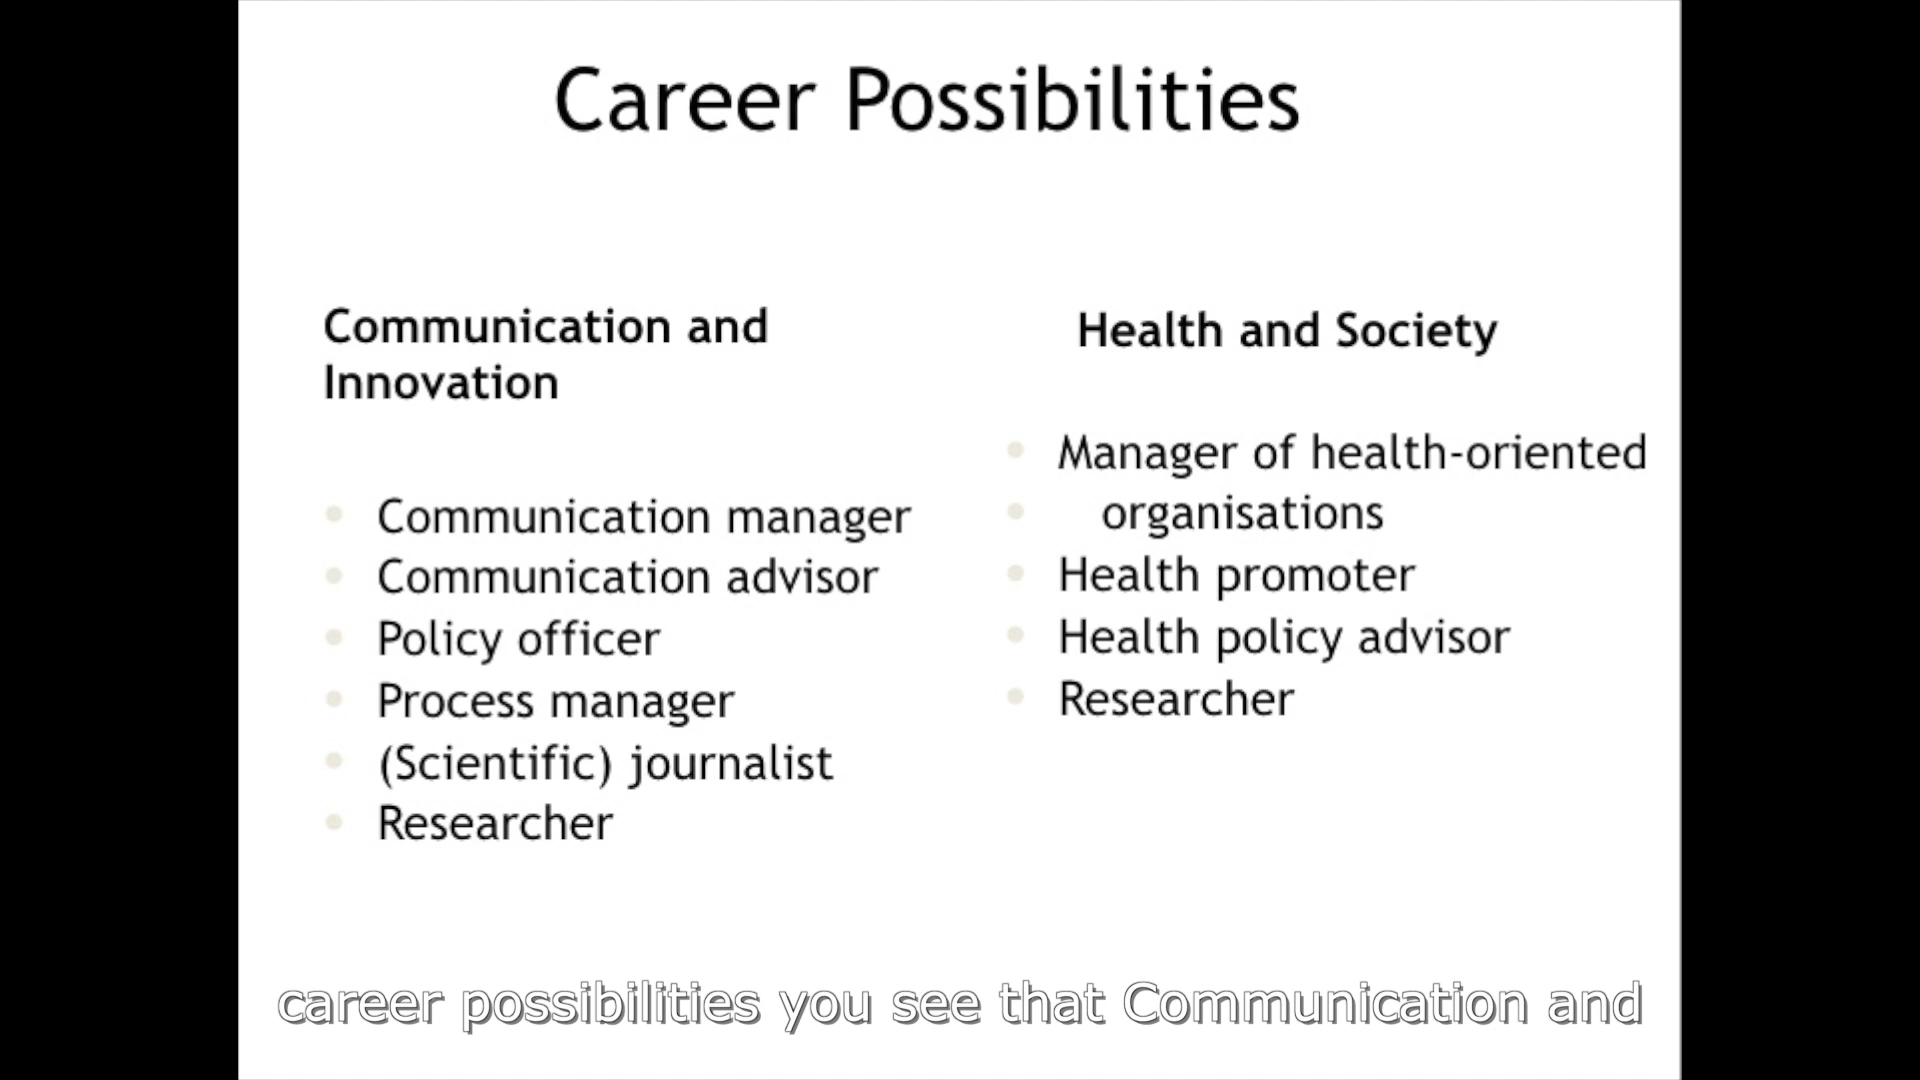 Career Possibilities
Communication and
Innovation
• Communication manager
• Communication advisor
• Policy officer
• Process manager
• (Scientific) journalist
• Researcher
Health and Society
• Manager of health-oriented
• organisations
• Health promoter
• Health policy advisor
• Researcher
career possibilities you see that Communication and